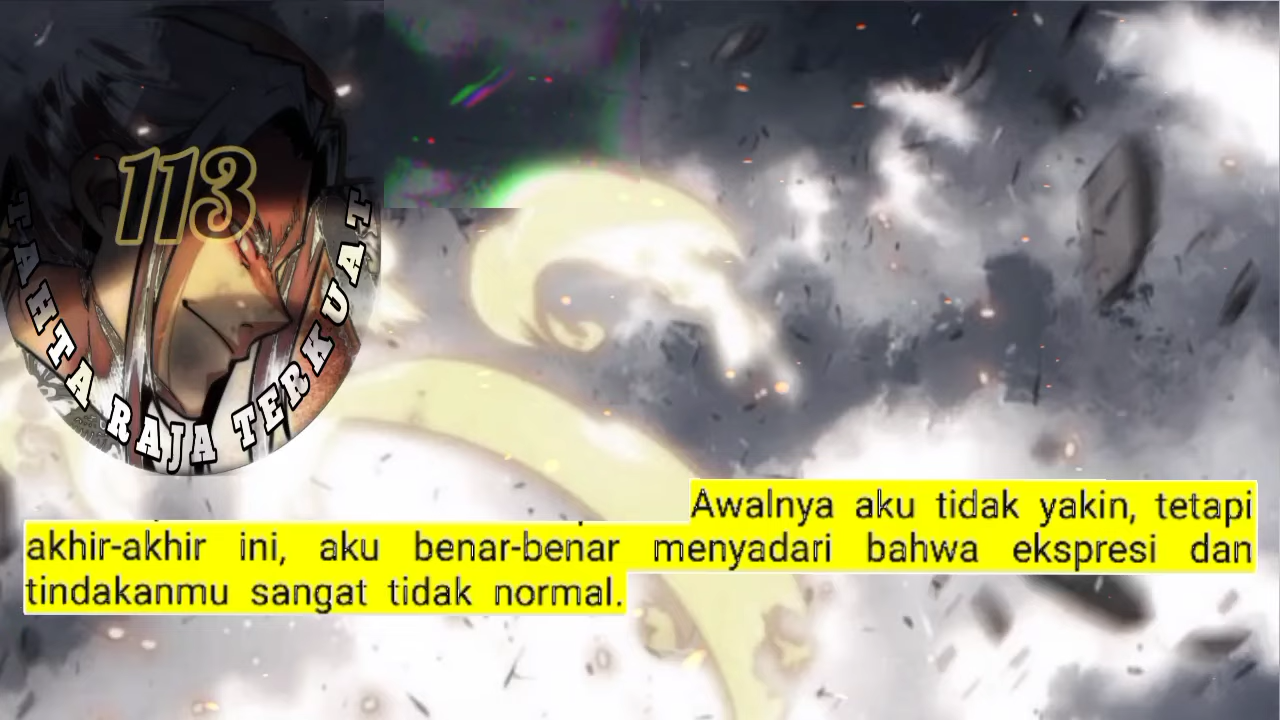 113
TAHTA RAJA TERKUAT
Awalnya aku tidak yakin, tetapi
akhir-akhir ini, aku benar-benar menyadari bahwa ekspresi dan
tindakanmu sangat tidak normal.